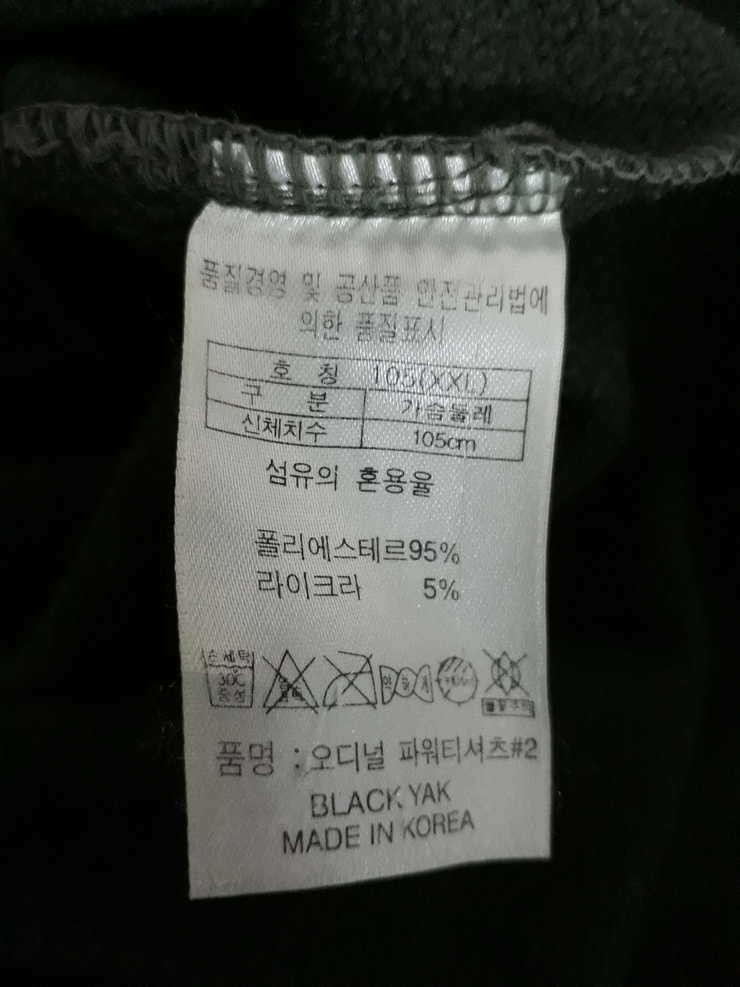 품질경영 및 공산품 안전관리법에
의한 품질표시
호 칭 105(XXL)
구 분 가슴둘레
신체치수 105cm
섬유의 혼용율
폴리에스테르95%
라이크라 5%
손세탁
30C
중성
약하게
품명 : 오디널 파워티셔츠#2
BLACK YAK
MADE IN KOREA